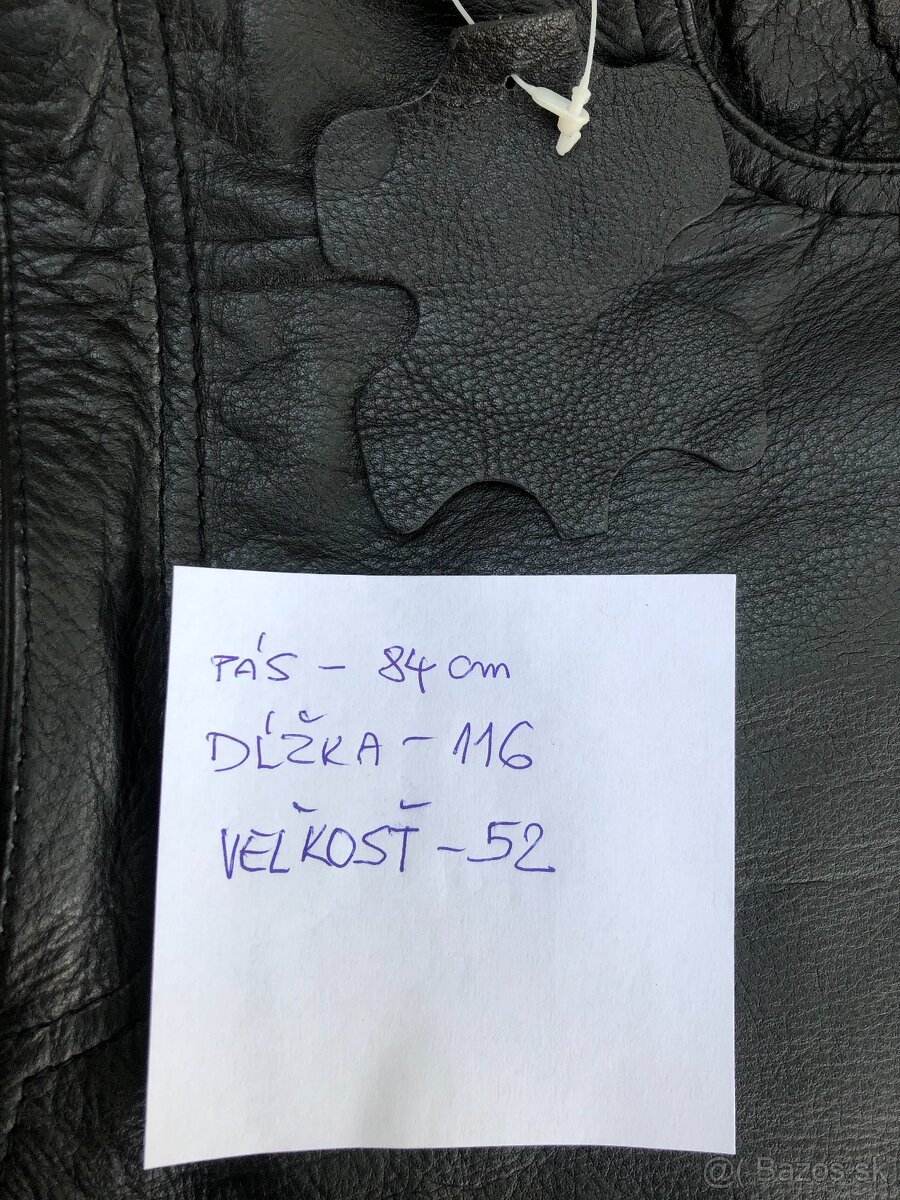 PÁS - 84 cm
DĹŽKA - 116
VEĽKOSŤ - 52
@( Bazos.sk